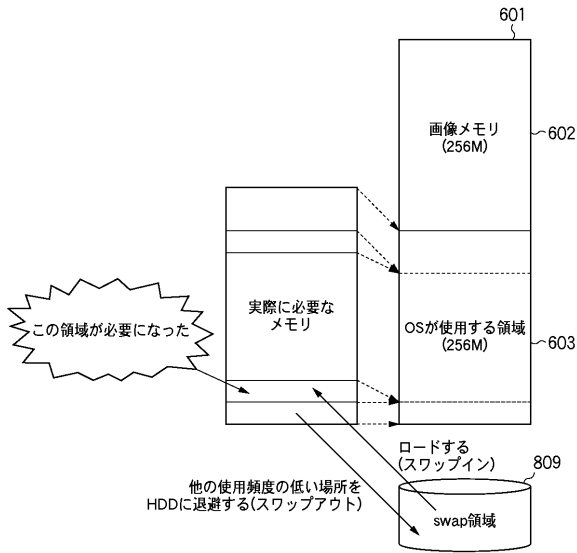 601
画像メモリ
(256M)
602
実際に必要な
メモリ
この領域が必要になった
OSが使用する領域
(256M)
603
ロードする
(スワップイン)
他の使用頻度の低い場所を
HDDに退避する(スワップアウト)
809
swap領域